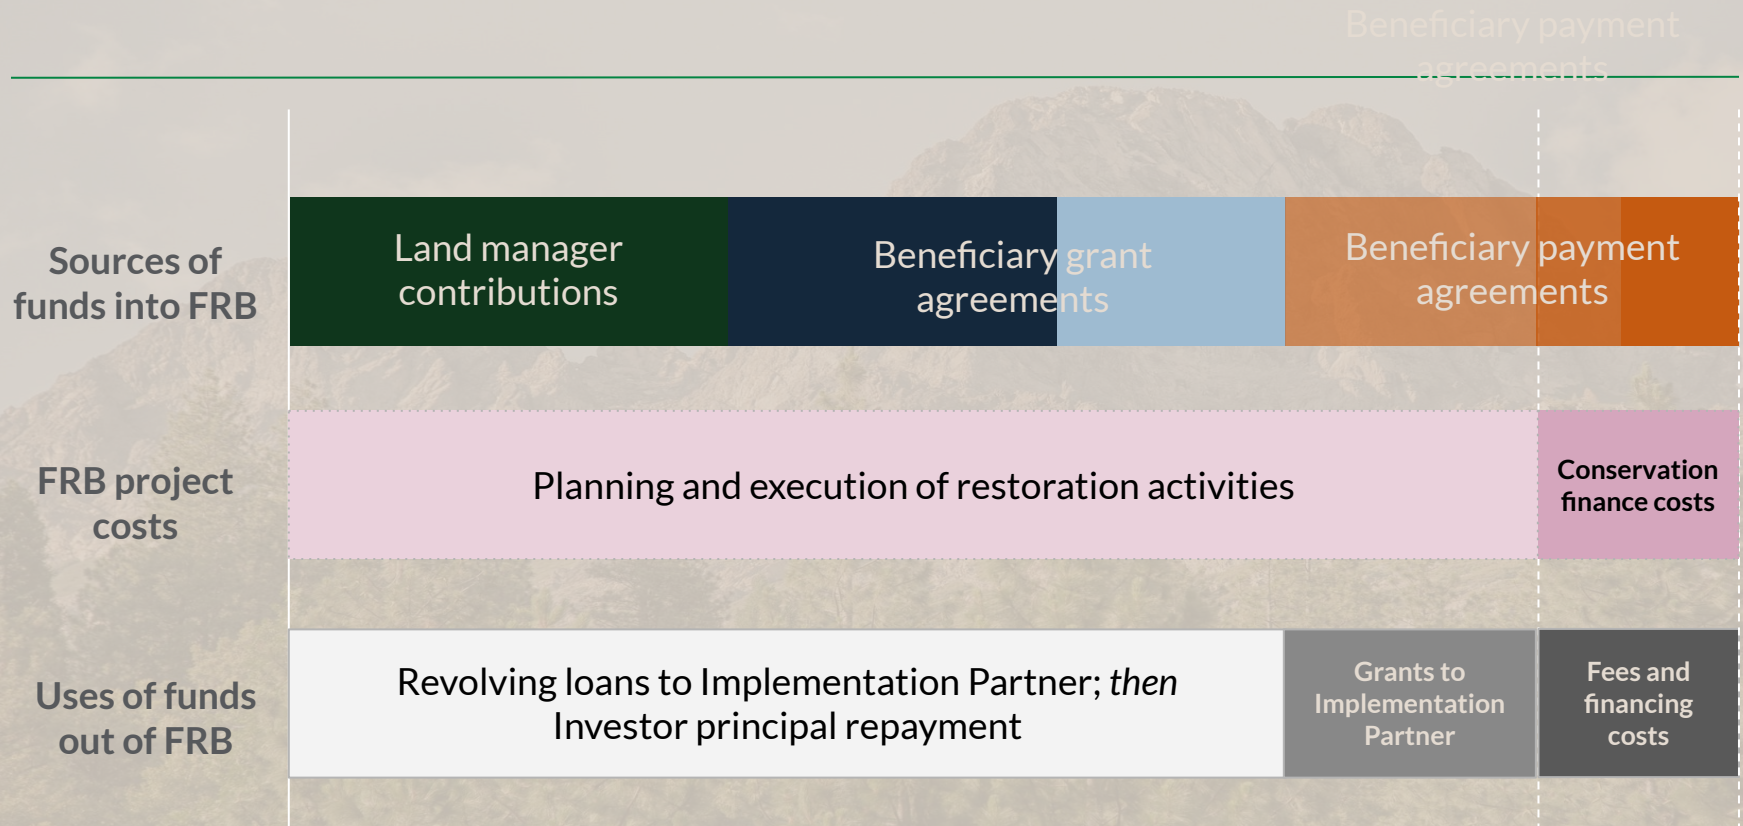 Beneficiary payment
agreements
Sources of
funds into FRB
Land manager
contributions
Beneficiary grant
agreements
Beneficiary payment
agreements
FRB project
costs
Planning and execution of restoration activities
Conservation
finance costs
Uses of funds
out of FRB
Revolving loans to Implementation Partner; then
Investor principal repayment
Grants to
Implementation
Partner
Fees and
financing
costs